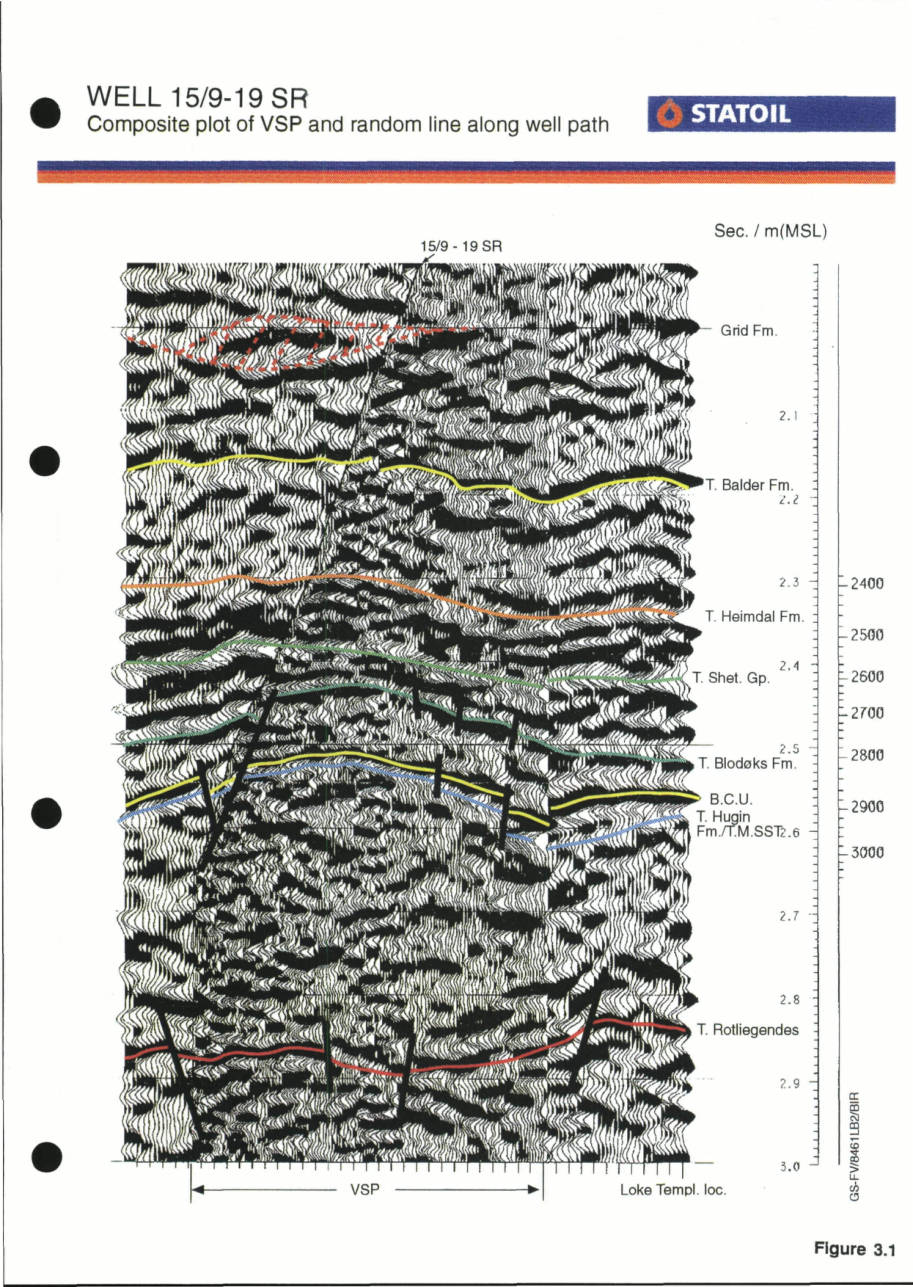 WELL 15/9-19 SR
Composite plot of VSP and random line along well path
STATOIL
Sec. / m(MSL)
15/9 - 19 SR
Grid Fm.
2.1
T. Balder Fm.
2.2
2.3
2400
T. Heimdal Fm.
2500
2.4
2600
T. Shet. Gp.
2700
2.5
2800
T. Blodøks Fm.
B.C.U.
2900
T. Hugin
Fm./T.M.SST
2.6
3000
2.7
2.8
T. Rotliegendes
2.9
3.0
GS-FV/8461LB2/BIR
VSP
Loke Templ. loc.
Figure 3.1